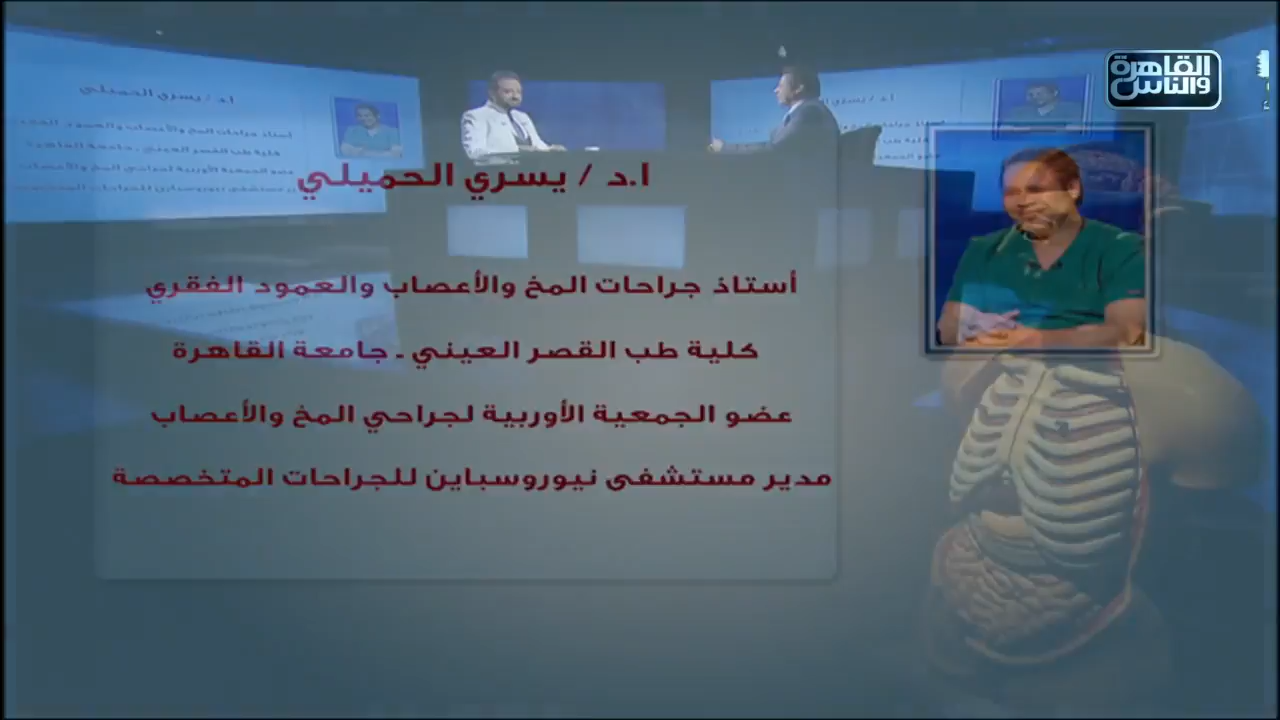 القاهرة
والناس
ا.د / يسري الحميلي
أستاذ جراحات المخ والأعصاب والعمود الفقري
كلية طب القصر العيني - جامعة القاهرة
عضو الجمعية الأوربية لجراحي المخ والأعصاب
مدير مستشفى نيوروسباين للجراحات المتخصصة